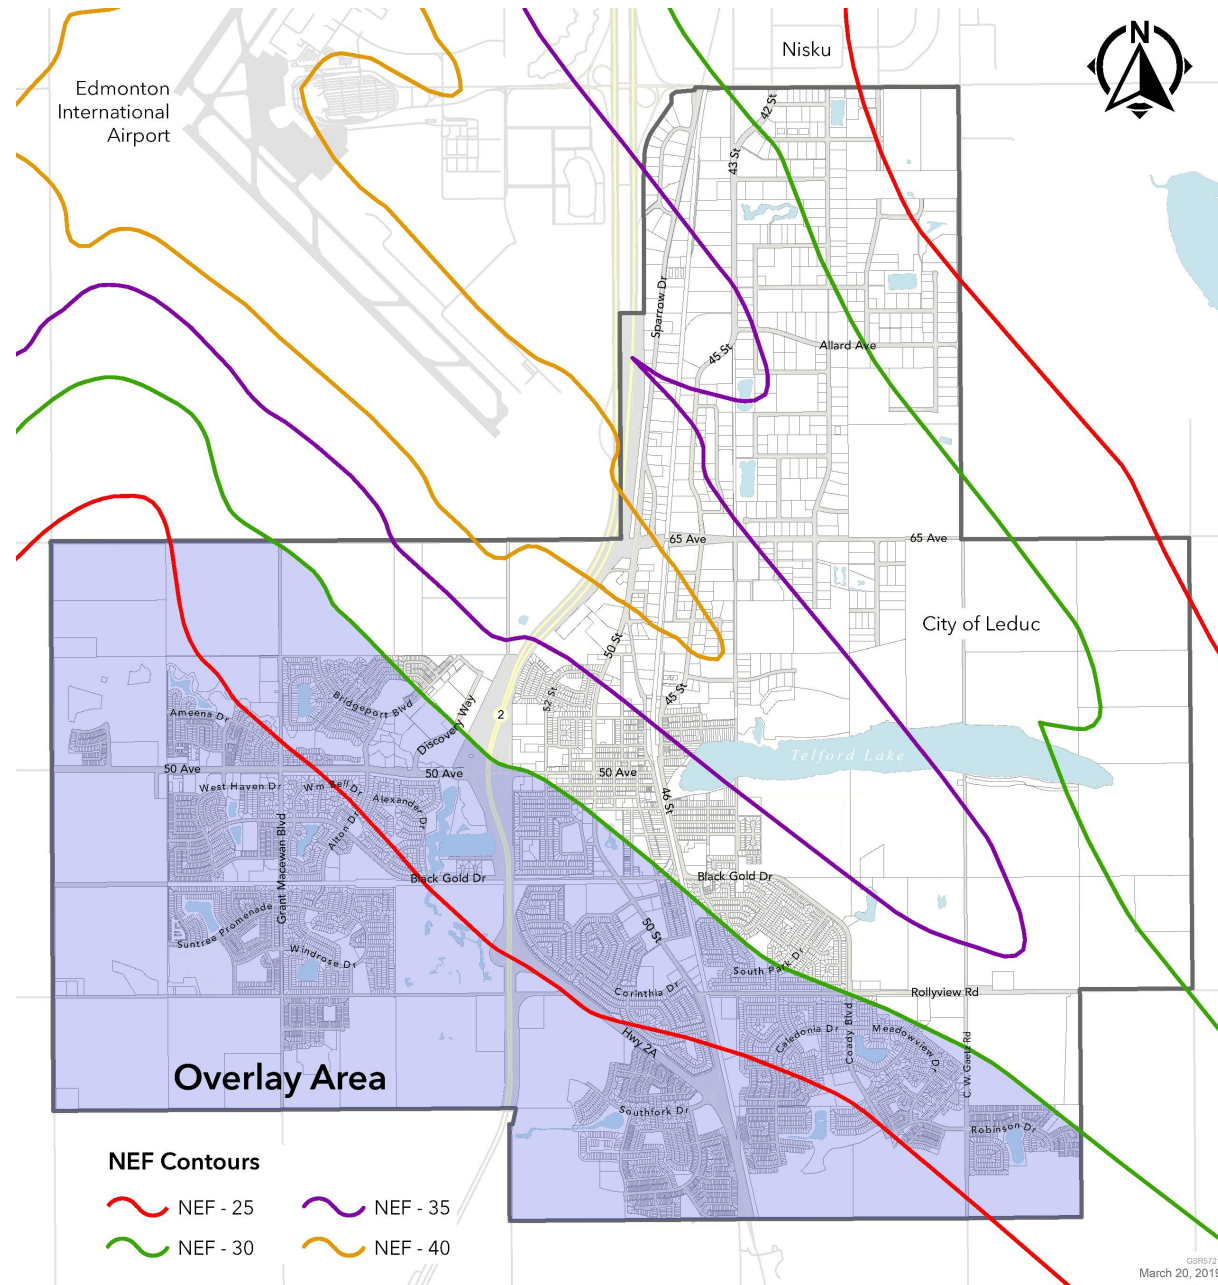 N
Nisku
Edmonton
International
Airport
42 St
43 St
Sparrow Dr
45 St
Allard Ave
65 Ave
65 Ave
City of Leduc
50 St
52 St
45 St
2
Bridgeport Blvd
Discovery Way
Ameena Dr
Telford Lake
50 Ave
50 Ave
50 Ave
West Haven Dr
Wm Bell Dr
Alexander Dr
46 St
Alton Dr
Grant Macewan Blvd
Black Gold Dr
Black Gold Dr
Suntree Promenade
50 St
Windrose Dr
South Park Dr
Corinthia Dr
Rollyview Rd
Hwy 2A
Caledonia Dr
Coady Blvd
Meadowview Dr
C. W. Gaetz Rd
Overlay Area
Southfork Dr
Robinson Dr
NEF Contours
NEF - 25
NEF - 35
NEF - 30
NEF - 40
GSR572
March 20, 2019